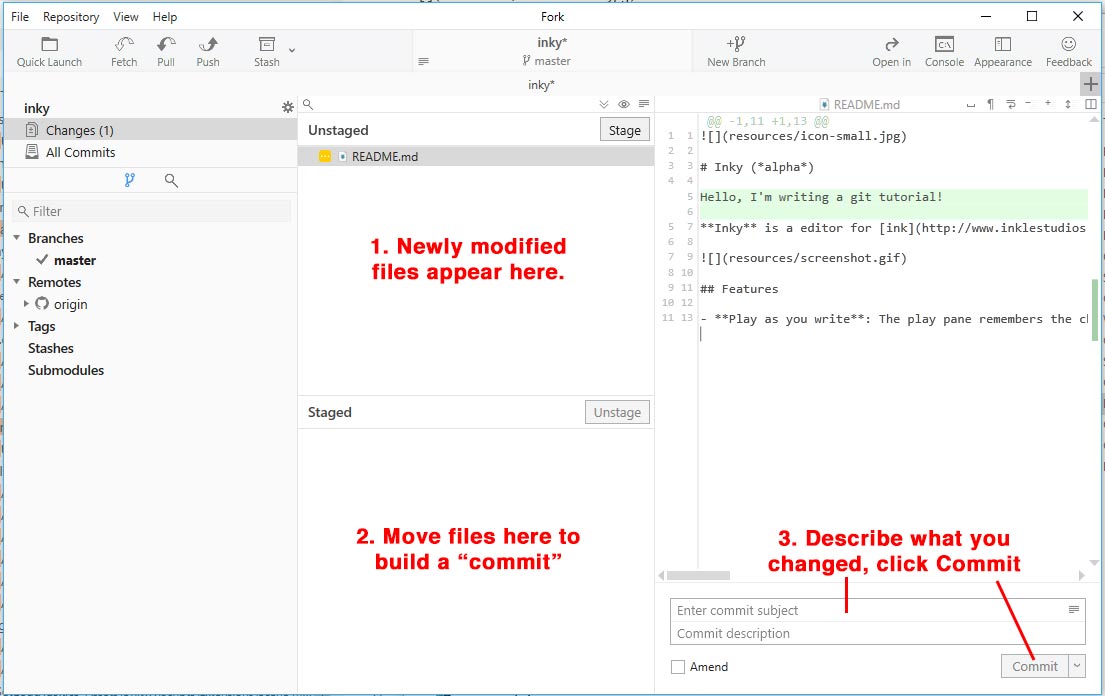 File Repository View Help Fork
Quick Launch Fetch Pull Push Stash inky* New Branch Open in Console Appearance Feedback
master
inky*
inky
Changes (1)
All Commits
Filter
Branches
master
Remotes
origin
Tags
Stashes
Submodules
Unstaged Stage
README.md
1. Newly modified
files appear here.
Staged Unstage
2. Move files here to
build a “commit”
README.md
@@ -1,11 +1,13 @@
1 1 ![](resources/icon-small.jpg)
2 2
3 3 # Inky (*alpha*)
4 4
5 Hello, I'm writing a git tutorial!
6
5 7 **Inky** is a editor for [ink](http://www.inklestudios
6 8
7 9 ![](resources/screenshot.gif)
8 10
9 11 ## Features
10 12
11 13 - **Play as you write**: The play pane remembers the ch
3. Describe what you
changed, click Commit
Enter commit subject
Commit description
Amend Commit